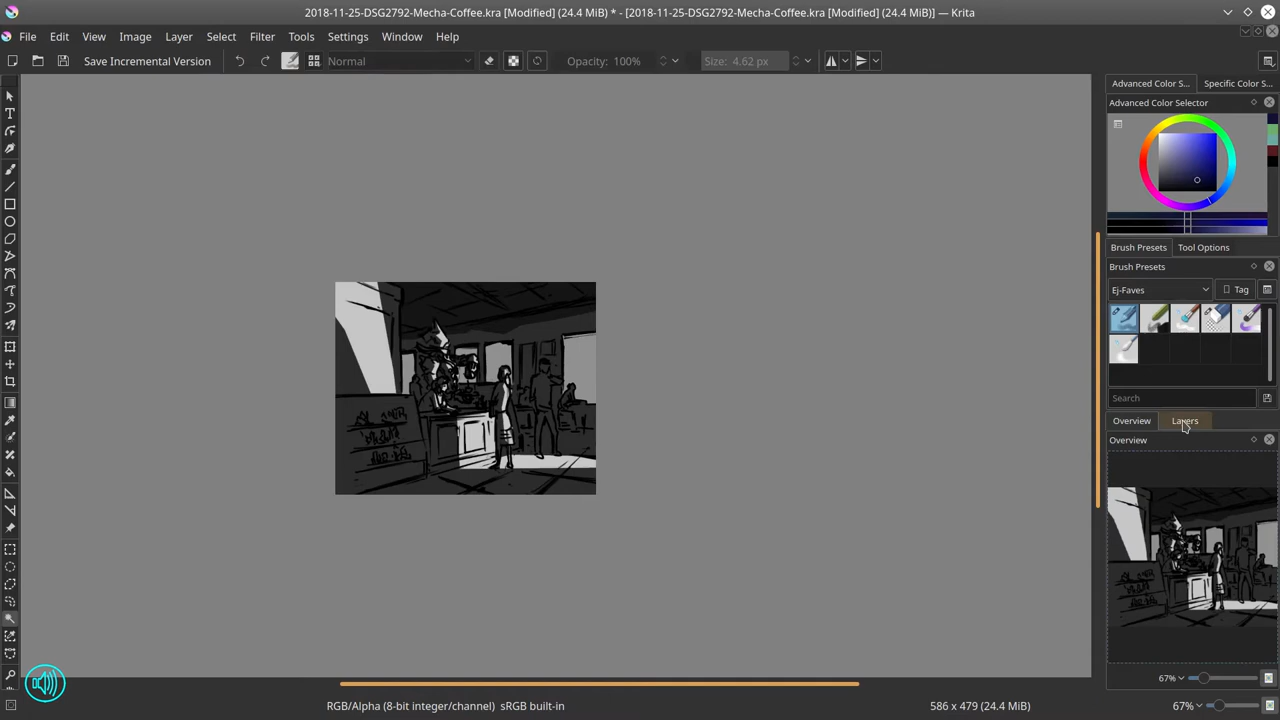 2018-11-25-DSG2792-Mecha-Coffee.kra [Modified] (24.4 MiB) * - [2018-11-25-DSG2792-Mecha-Coffee.kra [Modified] (24.4 MiB)] — Krita
File Edit View Image Layer Select Filter Tools Settings Window Help
Save Incremental Version Normal Opacity: 100% Size: 4.62 px
Advanced Color S... Specific Color S...
Advanced Color Selector
Brush Presets Tool Options
Brush Presets
Ej-Faves Tag
Search
Overview Layers
Overview
67%
RGB/Alpha (8-bit integer/channel) sRGB built-in 586 x 479 (24.4 MiB) 67%